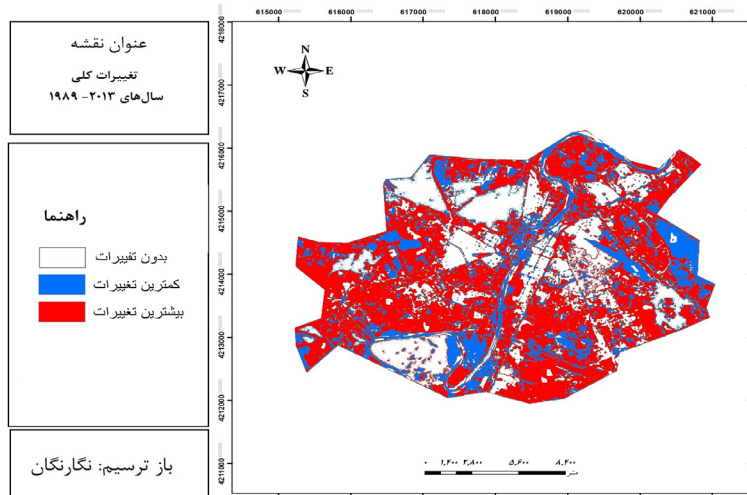 عنوان نقشه
تغییرات کلی
سال‌های ۲۰۱۳- ۱۹۸۹
راهنما
بدون تغییرات
کمترین تغییرات
بیشترین تغییرات
باز ترسیم: نگارنگان
615000 616000 617000 618000 619000 620000 621000
4218000
4217000
4216000
4215000
4214000
4213000
4212000
4211000
N
W E
S
۰ ۱,۴۰۰ ۲,۸۰۰ ۵,۶۰۰ ۸,۴۰۰
متر